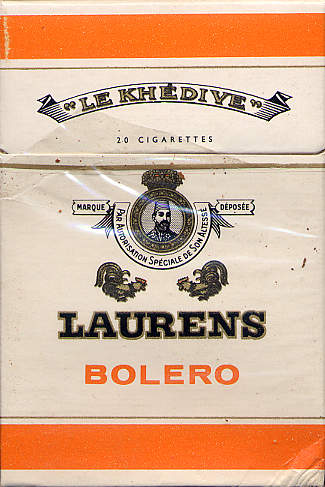 "LE KHÉDIVE"
20 CIGARETTES
MARQUE DÉPOSÉE
PAR AUTORISATION SPÉCIALE DE SON ALTESSE
LAURENS
BOLERO